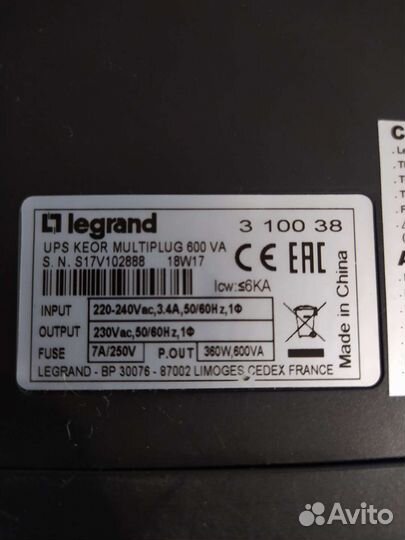 legrand
3 100 38
UPS KEOR MULTIPLUG 600 VA
S. N. S17V102888 18W17
CE EAC
Icw:≤6KA
INPUT 220-240Vac,3.4A,50/60Hz,1Φ
OUTPUT 230Vac,50/60Hz,1Φ
FUSE 7A/250V P.OUT 360W,600VA
LEGRAND - BP 30076 - 87002 LIMOGES CEDEX FRANCE
Made in China
Avito